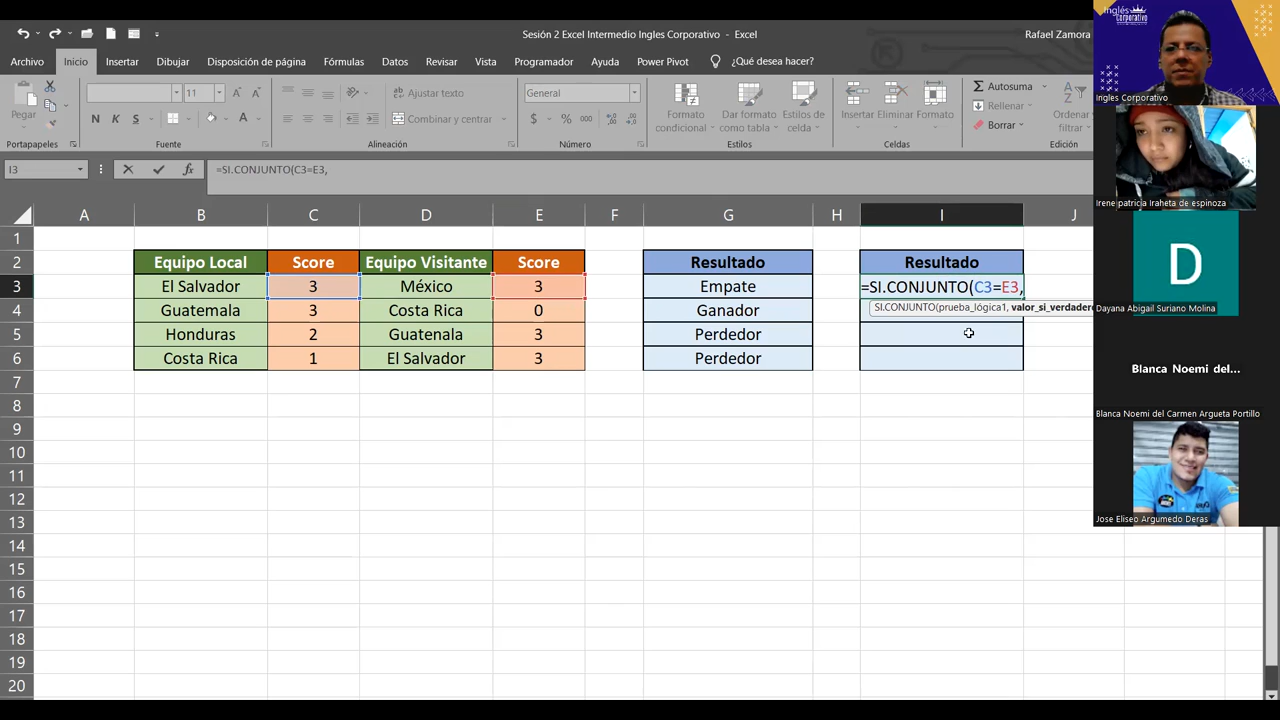 Sesión 2 Excel Intermedio Ingles Corporativo - Excel
Rafael Zamora
Archivo Inicio Insertar Dibujar Disposición de página Fórmulas Datos Revisar Vista Programador Ayuda Power Pivot ¿Qué desea hacer?
Pegar
11
N K S
Ajustar texto
Combinar y centrar
General
$ % 000
Formato condicional
Dar formato como tabla
Estilos de celda
Insertar Eliminar Formato
Autosuma
Rellenar
Borrar
Ordenar y filtrar
Portapapeles Fuente Alineación Número Estilos Celdas Edición
I3
fx
=SI.CONJUNTO(C3=E3,
A B C D E F G H I J
1
2 Equipo Local Score Equipo Visitante Score Resultado Resultado
3 El Salvador 3 México 3 Empate =SI.CONJUNTO(C3=E3,
SI.CONJUNTO(prueba_lógica1, valor_si_verdadero
4 Guatemala 3 Costa Rica 0 Ganador
5 Honduras 2 Guatenala 3 Perdedor
6 Costa Rica 1 El Salvador 3 Perdedor
7
8
9
10
11
12
13
14
15
16
17
18
19
20
Inglés
Corporativo
Ingles Corporativo
Irene patricia Iraheta de espinoza
D
Dayana Abigail Suriano Molina
Blanca Noemi del...
Blanca Noemi del Carmen Argueta Portillo
Jose Eliseo Argumedo Deras